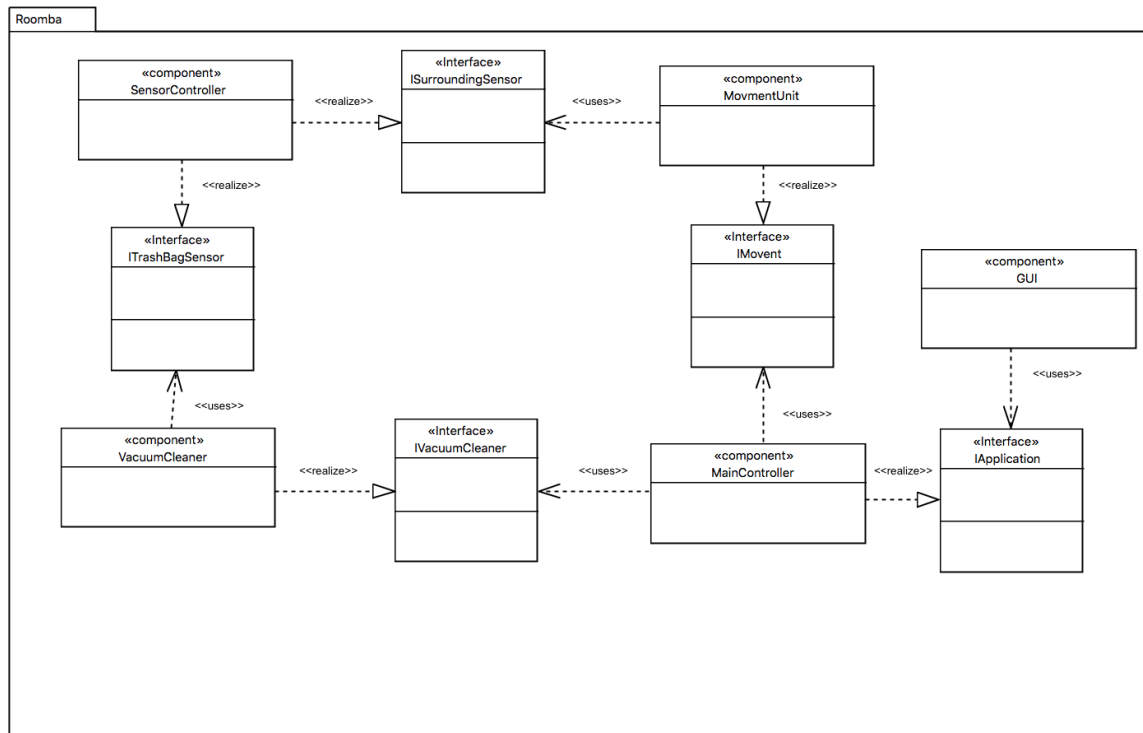 Roomba
«component»
SensorController
<<realize>>
«Interface»
ISurroundingSensor
<<uses>>
«component»
MovmentUnit
<<realize>>
<<realize>>
«Interface»
ITrashBagSensor
«Interface»
IMovent
«component»
GUI
<<uses>>
<<uses>>
<<uses>>
«component»
VacuumCleaner
<<realize>>
«Interface»
IVacuumCleaner
<<uses>>
«component»
MainController
<<realize>>
«Interface»
IApplication